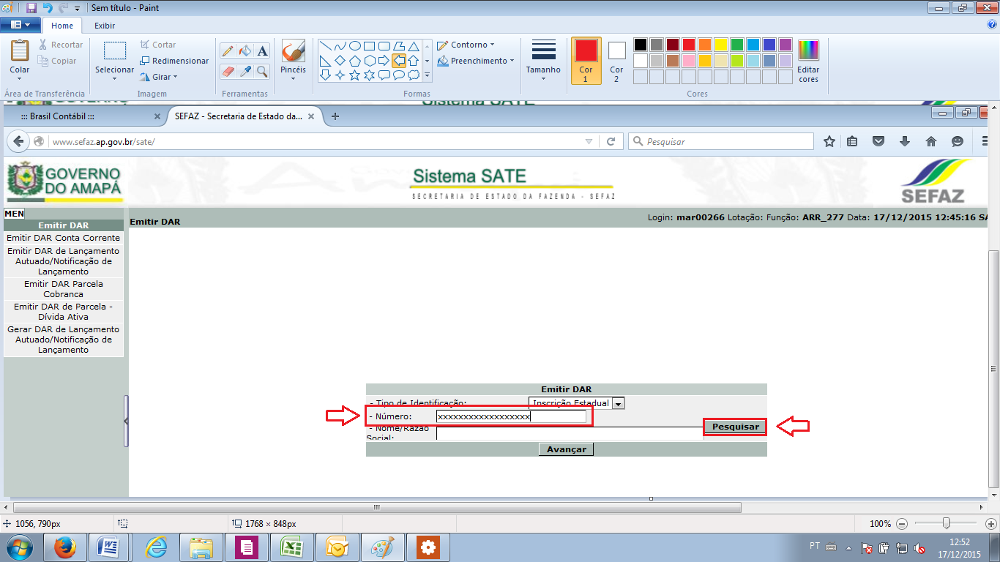 Sem título - Paint
Home
Exibir
Colar
Recortar
Copiar
Área de Transferência
Selecionar
Cortar
Redimensionar
Girar
Imagem
A
Ferramentas
Pincéis
Contorno
Preenchimento
Formas
Tamanho
Cor
1
Cor
2
Editar
cores
Cores
::: Brasil Contábil :::
SEFAZ - Secretaria de Estado da...
www.sefaz.ap.gov.br/sate/
Pesquisar
GOVERNO
DO AMAPÁ
Sistema SATE
SECRETARIA DE ESTADO DA FAZENDA - SEFAZ
SEFAZ
MEN
Emitir DAR
Emitir DAR Conta Corrente
Emitir DAR de Lançamento
Autuado/Notificação de
Lançamento
Emitir DAR Parcela
Cobranca
Emitir DAR de Parcela -
Dívida Ativa
Gerar DAR de Lançamento
Autuado/Notificação de
Lançamento
Emitir DAR
Login: mar00266 Lotação: Função: ARR_277 Data: 17/12/2015 12:45:16 SA
Emitir DAR
- Tipo de Identificação: Inscrição Estadual
- Número: xxxxxxxxxxxxxxxxx
- Nome/Razão
Social:
Pesquisar
Avançar
1056, 790px
1768 × 848px
100%
PT
12:52
17/12/2015